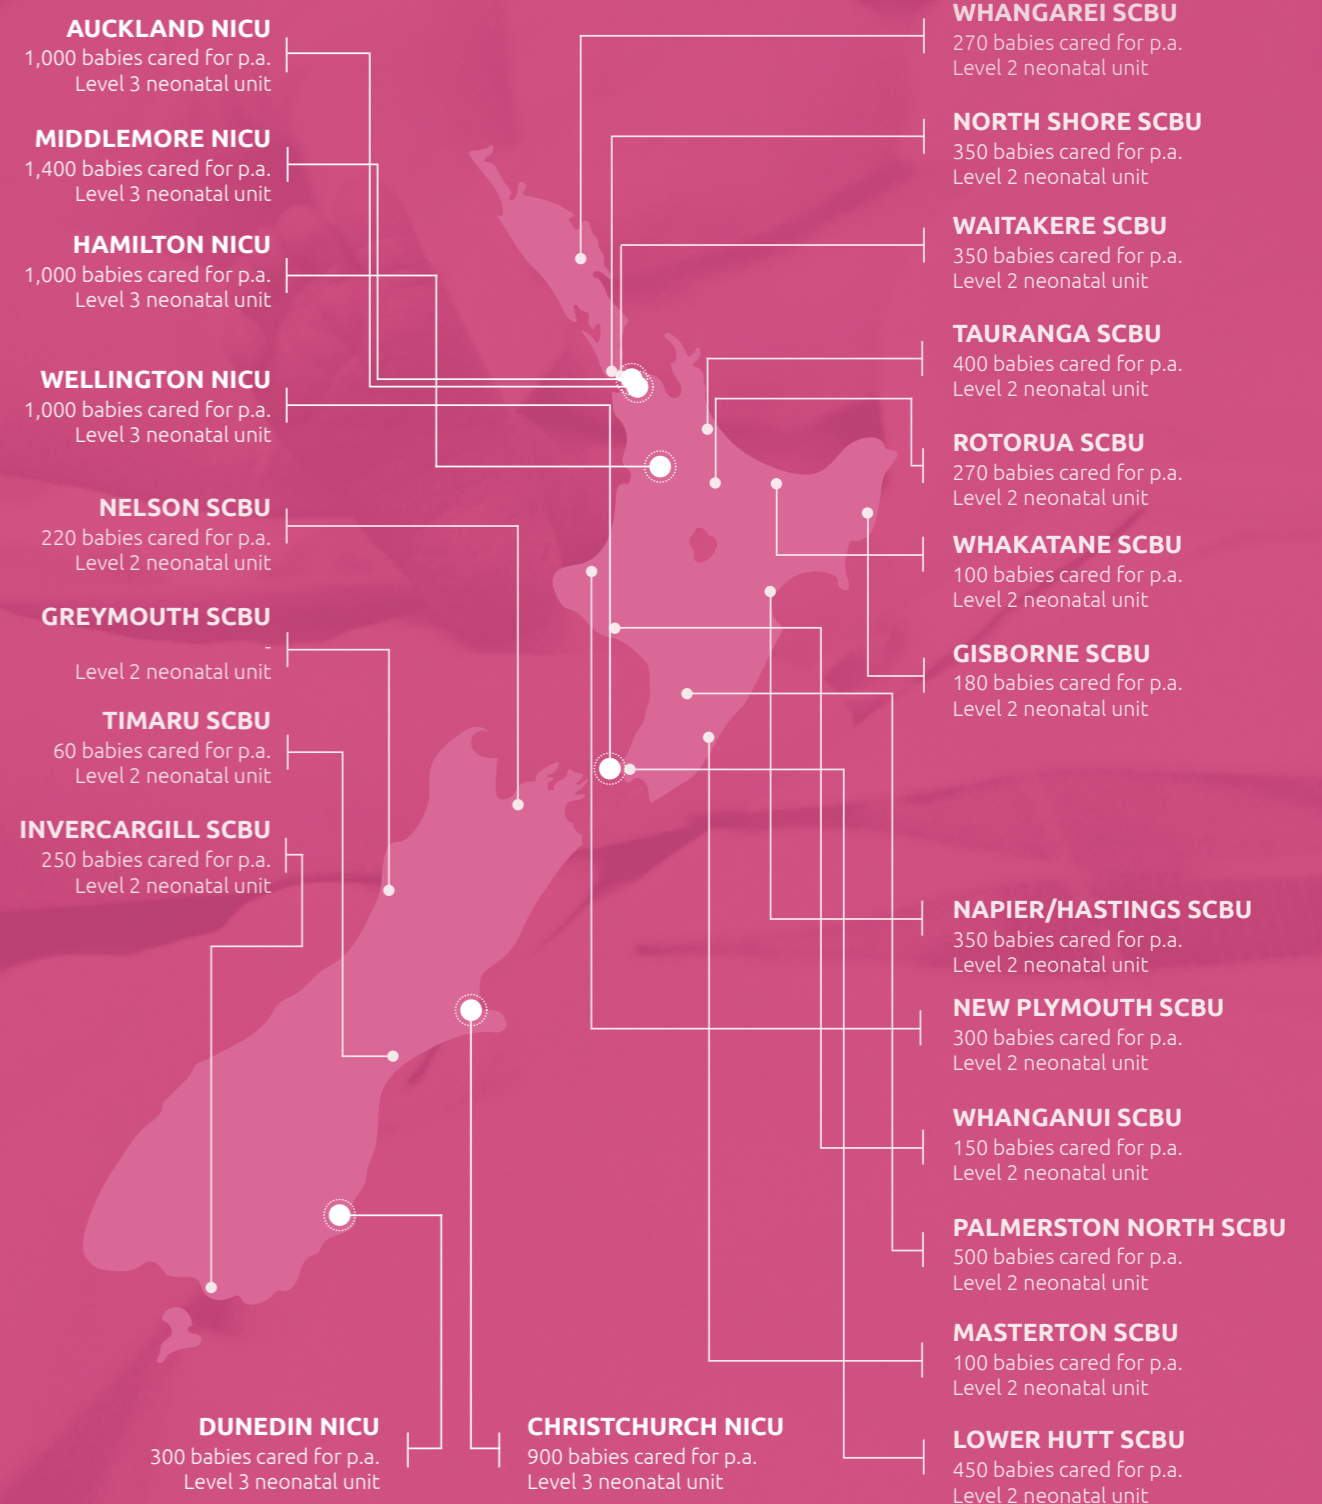 AUCKLAND NICU
1,000 babies cared for p.a.
Level 3 neonatal unit
MIDDLEMORE NICU
1,400 babies cared for p.a.
Level 3 neonatal unit
HAMILTON NICU
1,000 babies cared for p.a.
Level 3 neonatal unit
WELLINGTON NICU
1,000 babies cared for p.a.
Level 3 neonatal unit
NELSON SCBU
220 babies cared for p.a.
Level 2 neonatal unit
GREYMOUTH SCBU
-
Level 2 neonatal unit
TIMARU SCBU
60 babies cared for p.a.
Level 2 neonatal unit
INVERCARGILL SCBU
250 babies cared for p.a.
Level 2 neonatal unit
DUNEDIN NICU
300 babies cared for p.a.
Level 3 neonatal unit
CHRISTCHURCH NICU
900 babies cared for p.a.
Level 3 neonatal unit
WHANGAREI SCBU
270 babies cared for p.a.
Level 2 neonatal unit
NORTH SHORE SCBU
350 babies cared for p.a.
Level 2 neonatal unit
WAITAKERE SCBU
350 babies cared for p.a.
Level 2 neonatal unit
TAURANGA SCBU
400 babies cared for p.a.
Level 2 neonatal unit
ROTORUA SCBU
270 babies cared for p.a.
Level 2 neonatal unit
WHAKATANE SCBU
100 babies cared for p.a.
Level 2 neonatal unit
GISBORNE SCBU
180 babies cared for p.a.
Level 2 neonatal unit
NAPIER/HASTINGS SCBU
350 babies cared for p.a.
Level 2 neonatal unit
NEW PLYMOUTH SCBU
300 babies cared for p.a.
Level 2 neonatal unit
WHANGANUI SCBU
150 babies cared for p.a.
Level 2 neonatal unit
PALMERSTON NORTH SCBU
500 babies cared for p.a.
Level 2 neonatal unit
MASTERTON SCBU
100 babies cared for p.a.
Level 2 neonatal unit
LOWER HUTT SCBU
450 babies cared for p.a.
Level 2 neonatal unit